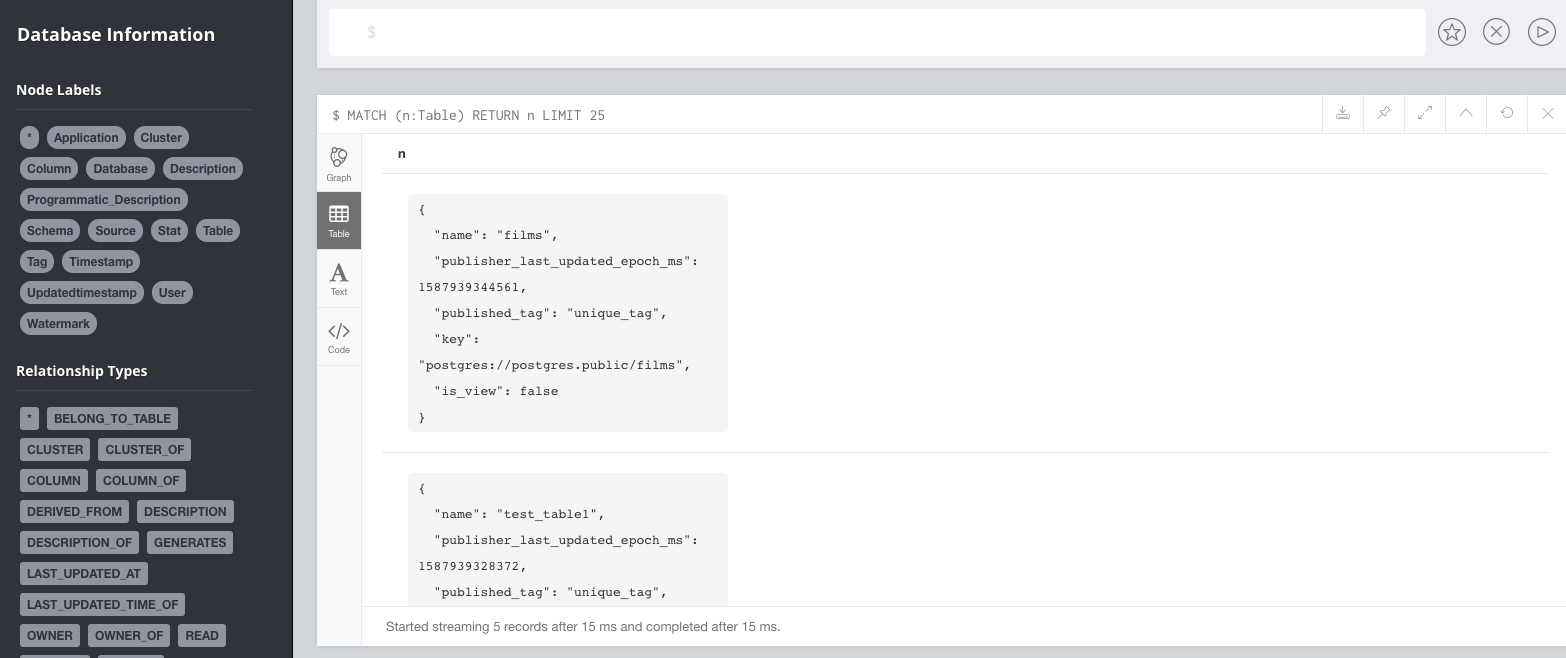 Database Information
Node Labels
* Application Cluster
Column Database Description
Programmatic_Description
Schema Source Stat Table
Tag Timestamp
Updatedtimestamp User
Watermark
Relationship Types
* BELONG_TO_TABLE
CLUSTER CLUSTER_OF
COLUMN COLUMN_OF
DERIVED_FROM DESCRIPTION
DESCRIPTION_OF GENERATES
LAST_UPDATED_AT
LAST_UPDATED_TIME_OF
OWNER OWNER_OF READ
$
$ MATCH (n:Table) RETURN n LIMIT 25
Graph
Table
A
Text
</>
Code
n
{
"name": "films",
"publisher_last_updated_epoch_ms":
1587939344561,
"published_tag": "unique_tag",
"key":
"postgres://postgres.public/films",
"is_view": false
}
{
"name": "test_table1",
"publisher_last_updated_epoch_ms":
1587939328372,
"published_tag": "unique_tag",
Started streaming 5 records after 15 ms and completed after 15 ms.